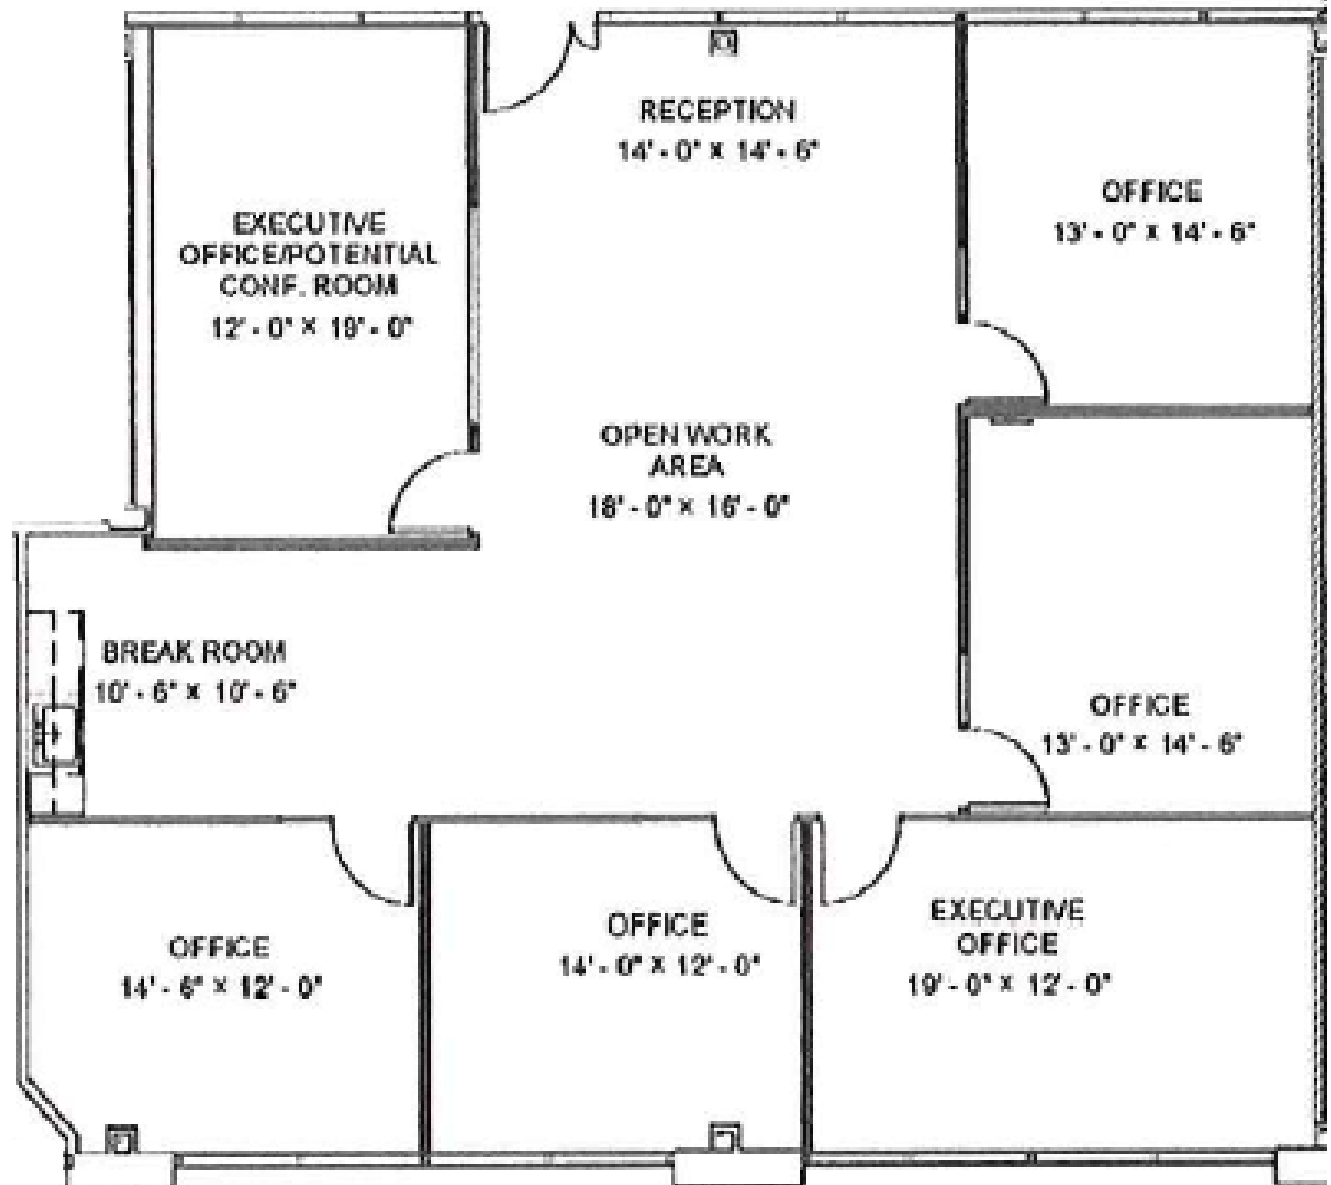 RECEPTION
14'-0" X 14'-6"
OFFICE
13'-0" X 14'-6"
EXECUTIVE
OFFICE/POTENTIAL
CONF. ROOM
12'-0" X 19'-0"
OPEN WORK
AREA
18'-0" X 16'-0"
BREAK ROOM
10'-6" X 10'-6"
OFFICE
13'-0" X 14'-6"
OFFICE
14'-6" X 12'-0"
OFFICE
14'-0" X 12'-0"
EXECUTIVE
OFFICE
19'-0" X 12'-0"